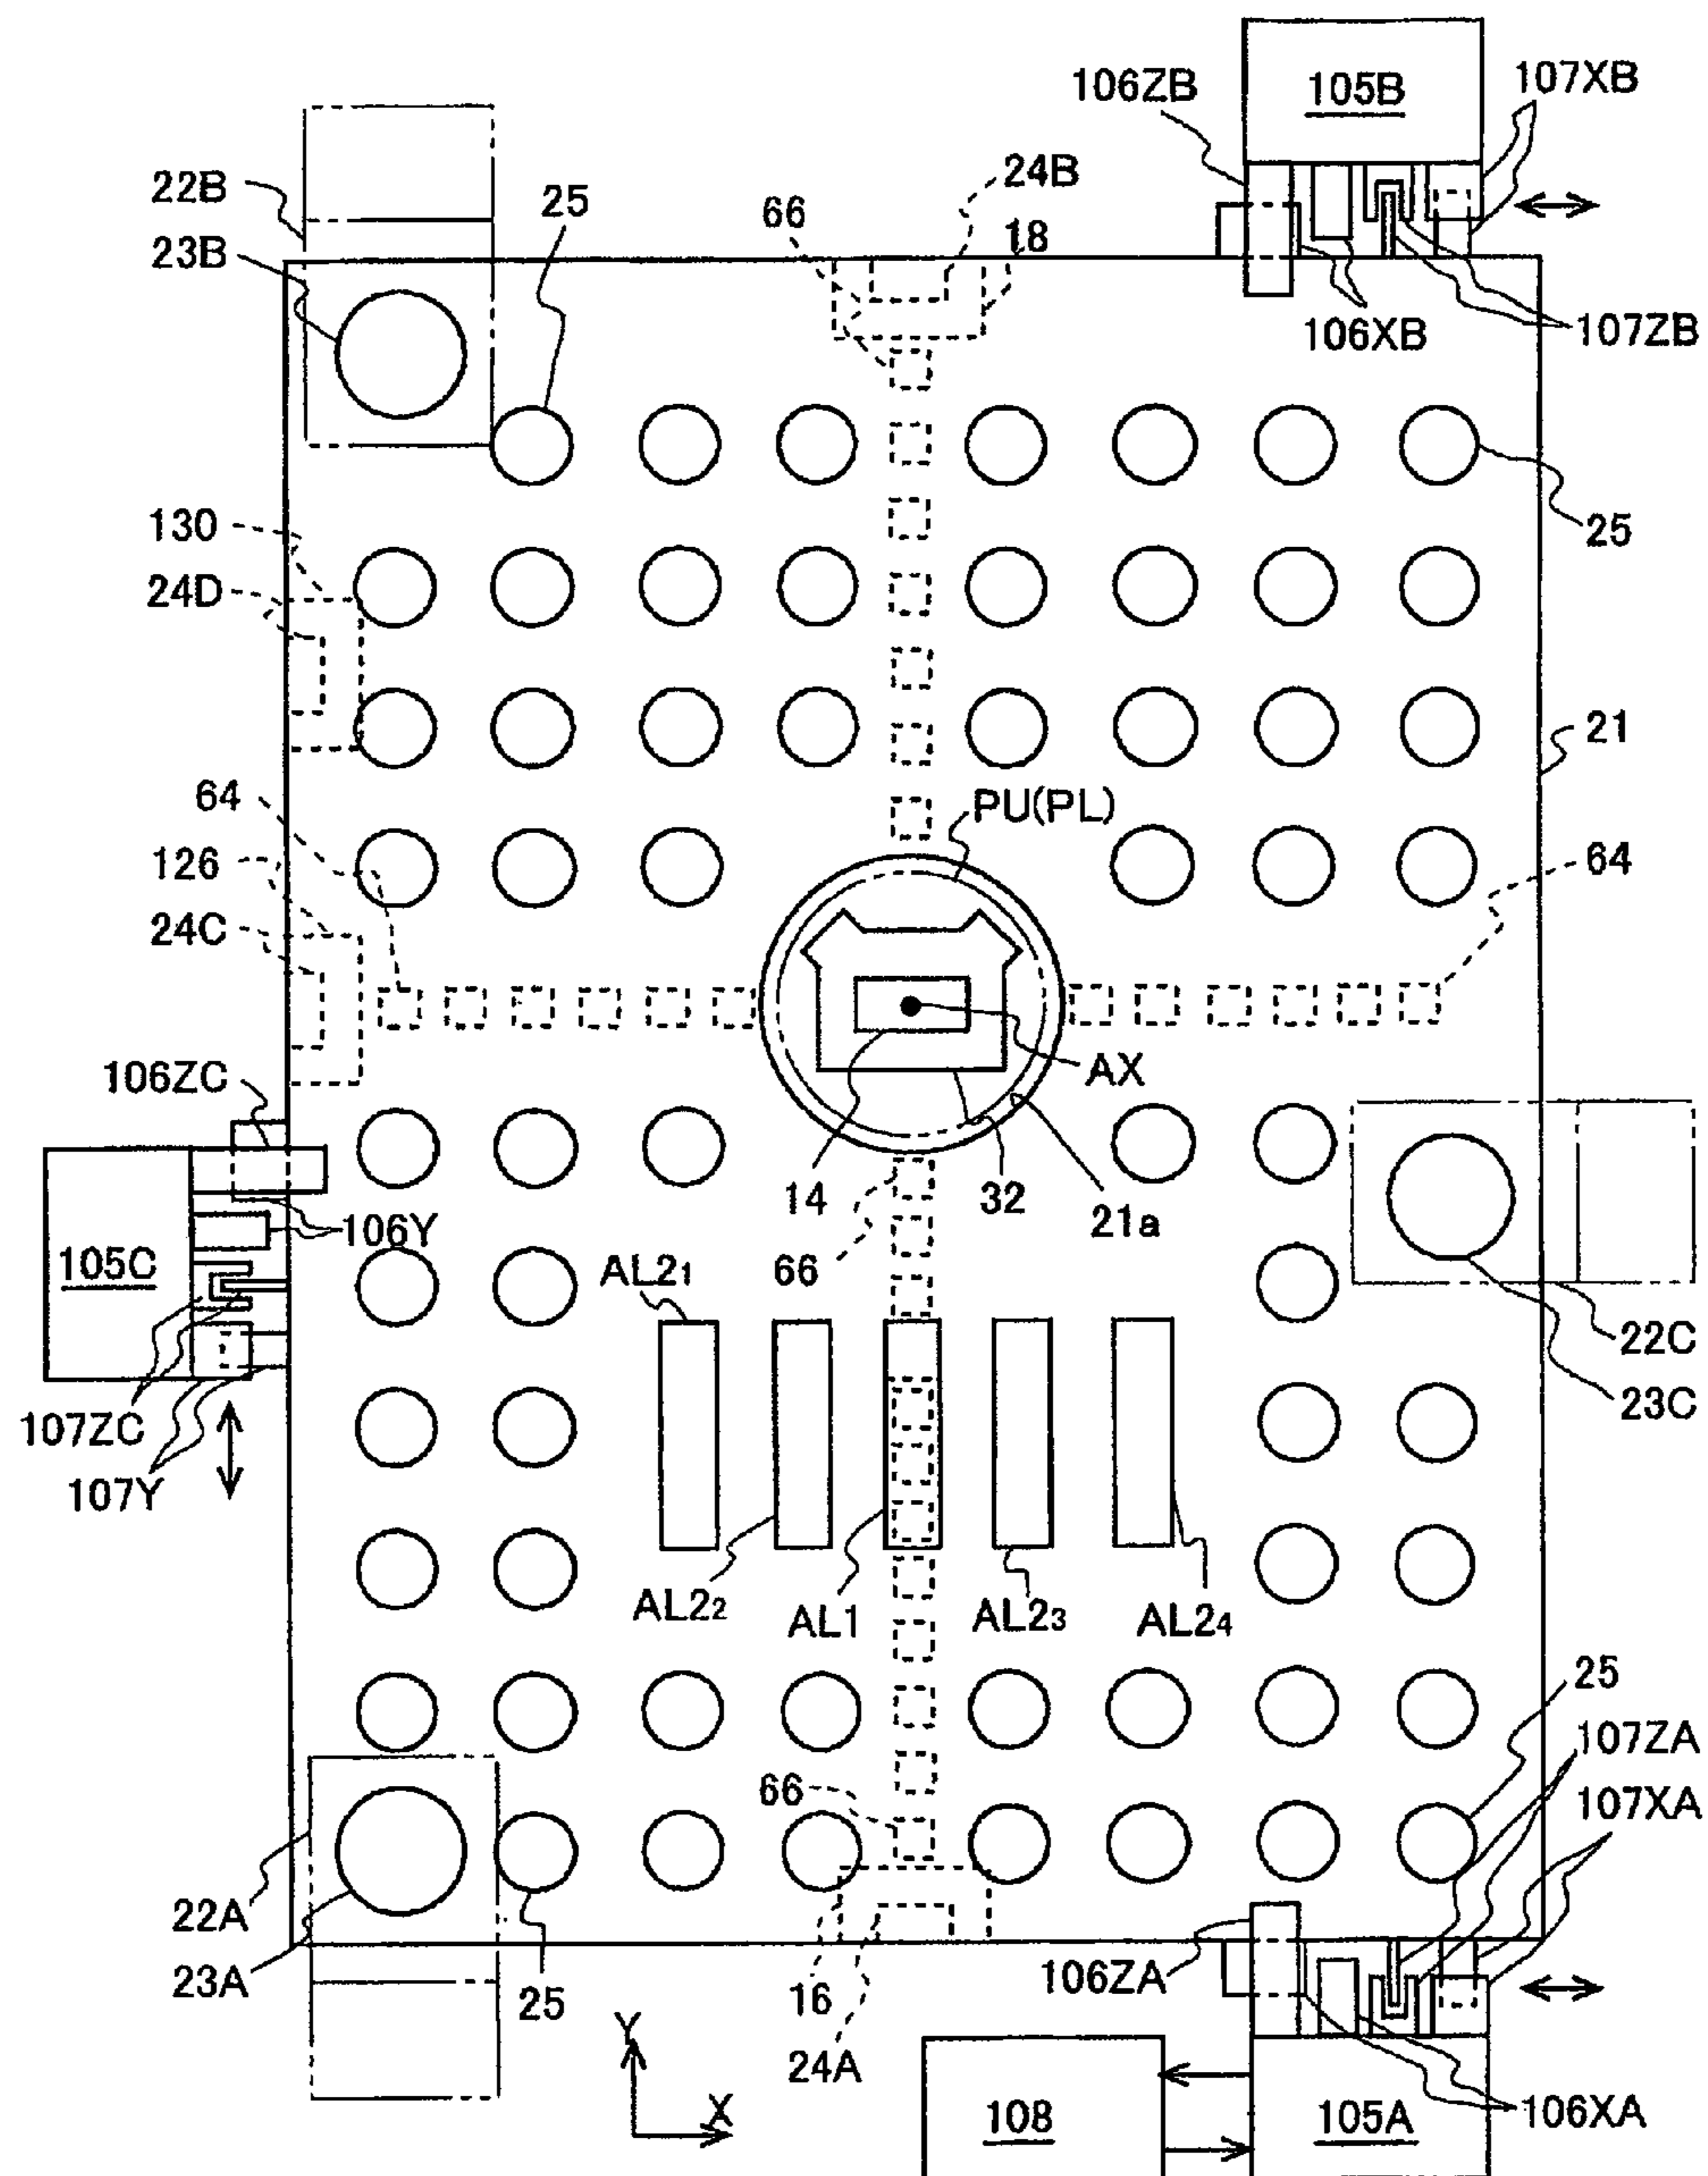 105B
107XB
106ZB
24B
22B
25
66
18
23B
106XB
107ZB
130
25
24D
21
64
PU(PL)
126
64
24C
AX
106ZC
14
32
21a
106Y
105C
AL2₁
66
22C
107ZC
23C
107Y
AL2₂
AL1
AL2₃
AL2₄
25
107ZA
66
107XA
22A
106ZA
23A
25
16
Y
24A
X
108
105A
106XA